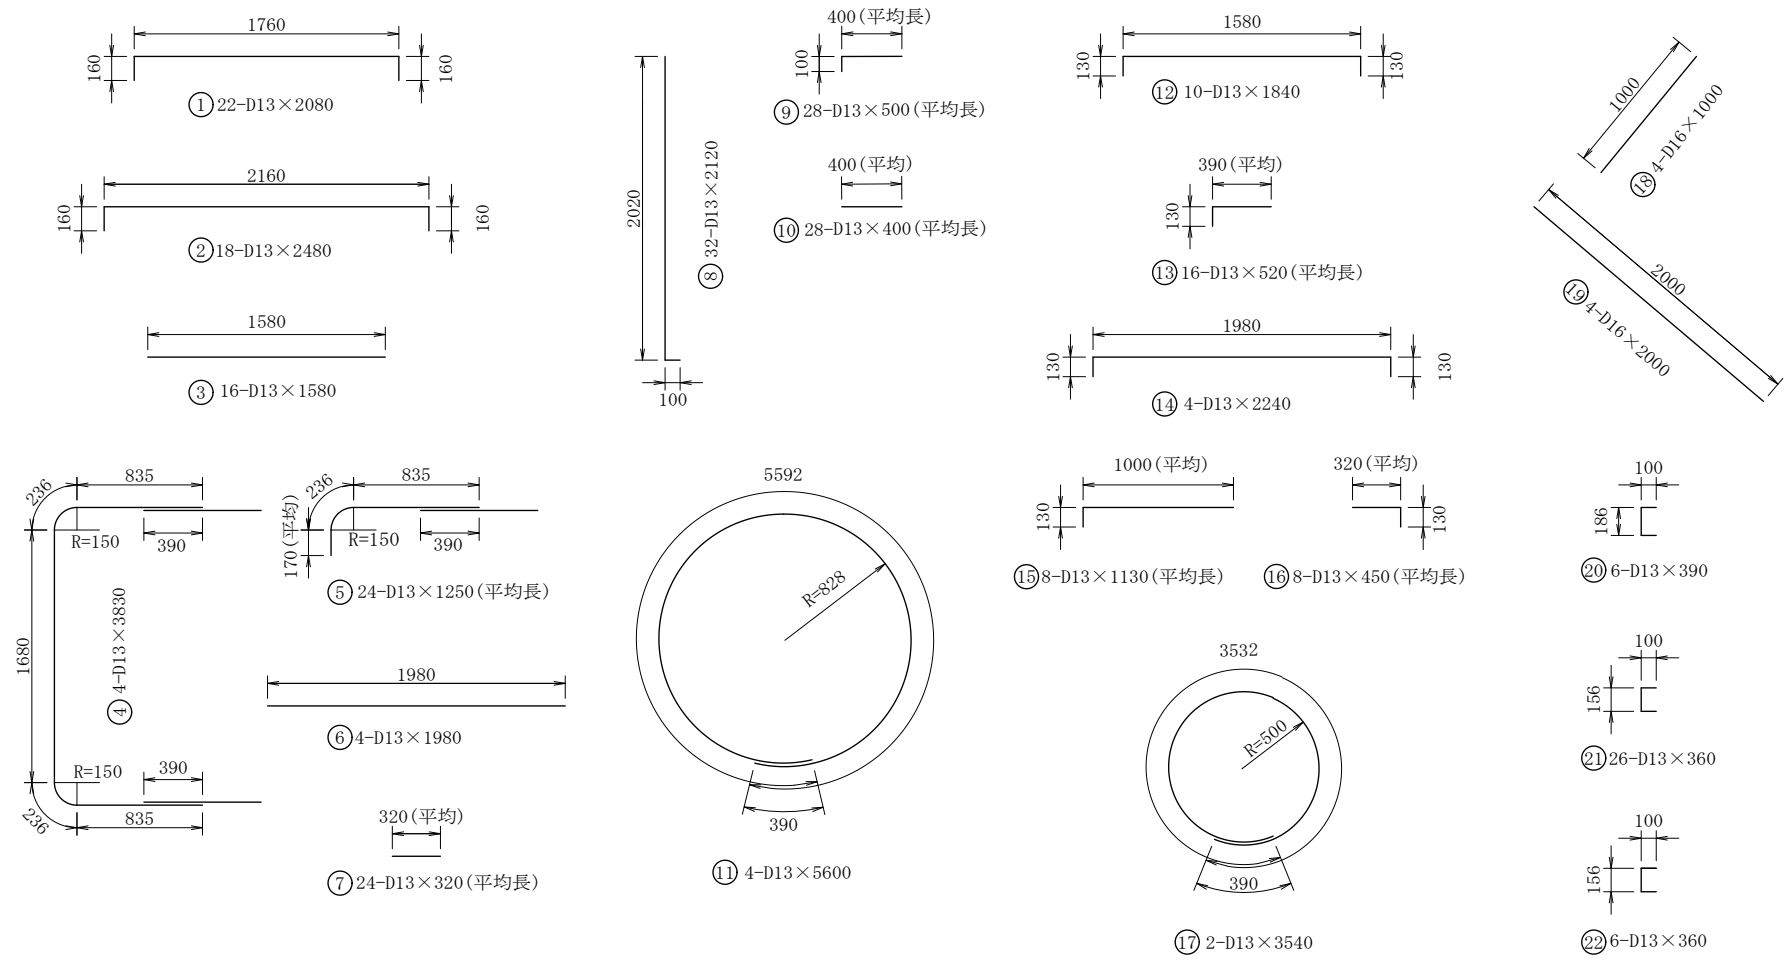 1760
160
160
① 22-D13×2080
2160
160
160
② 18-D13×2480
1580
③ 16-D13×1580
835
236
R=150
390
1680
④ 4-D13×3830
R=150
390
236
835
835
236
170(平均)
R=150
390
⑤ 24-D13×1250(平均長)
1980
⑥ 4-D13×1980
320(平均)
⑦ 24-D13×320(平均長)
2020
100
⑧ 32-D13×2120
400(平均長)
100
⑨ 28-D13×500(平均長)
400(平均)
⑩ 28-D13×400(平均長)
5592
R=828
390
⑪ 4-D13×5600
1580
130
130
⑫ 10-D13×1840
390(平均)
130
⑬ 16-D13×520(平均長)
1980
130
130
⑭ 4-D13×2240
1000(平均)
130
⑮ 8-D13×1130(平均長)
320(平均)
130
⑯ 8-D13×450(平均長)
3532
R=500
390
⑰ 2-D13×3540
1000
⑱ 4-D16×1000
2000
⑲ 4-D16×2000
100
186
⑳ 6-D13×390
100
156
㉑ 26-D13×360
100
156
㉒ 6-D13×360